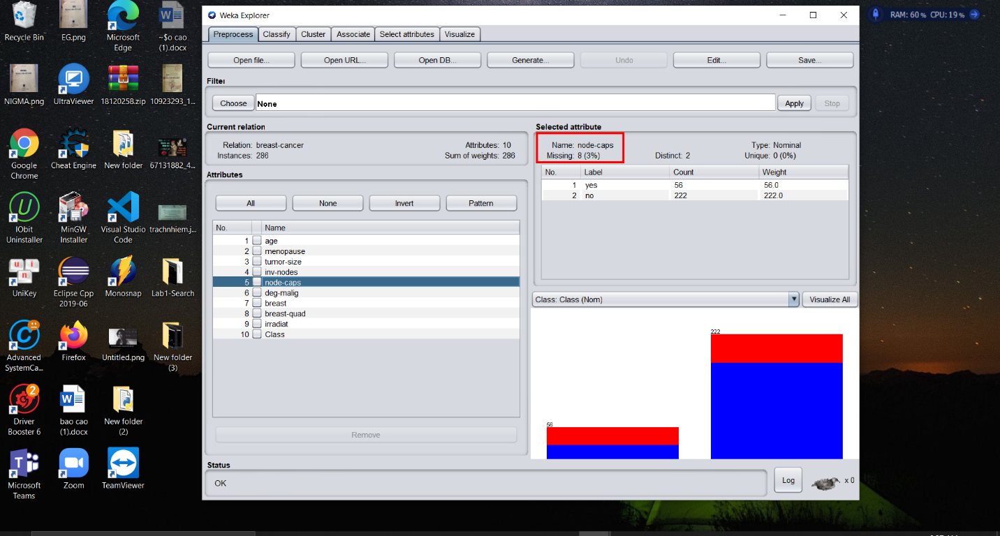 Recycle Bin
EG.png
Microsoft
Edge
~$o cao
(1).docx
NIGMA.png
UltraViewer
18120258.zip
10923293_1...
Google
Chrome
Cheat Engine
New folder
67131882_4...
IObit
Uninstaller
MinGW
Installer
Visual Studio
Code
trachnhiem.j...
UniKey
Eclipse Cpp
2019-06
Monosnap
Lab1-Search
Advanced
SystemCa...
Firefox
Untitled.png
New folder
(3)
Driver
Booster 6
bao cao
(1).docx
New folder
(2)
Microsoft
Teams
Zoom
TeamViewer
Weka Explorer
Preprocess Classify Cluster Associate Select attributes Visualize
Open file... Open URL... Open DB... Generate... Undo Edit... Save...
Filter
Choose None Apply Stop
Current relation
Relation: breast-cancer Attributes: 10
Instances: 286 Sum of weights: 286
Attributes
All None Invert Pattern
No. Name
1 age
2 menopause
3 tumor-size
4 inv-nodes
5 node-caps
6 deg-malig
7 breast
8 breast-quad
9 irradiat
10 Class
Remove
Selected attribute
Name: node-caps Type: Nominal
Missing: 8 (3%) Distinct: 2 Unique: 0 (0%)
No. Label Count Weight
1 yes 56 56.0
2 no 222 222.0
Class: Class (Nom) Visualize All
222
56
Status
OK
Log x 0
RAM: 60% CPU: 19%